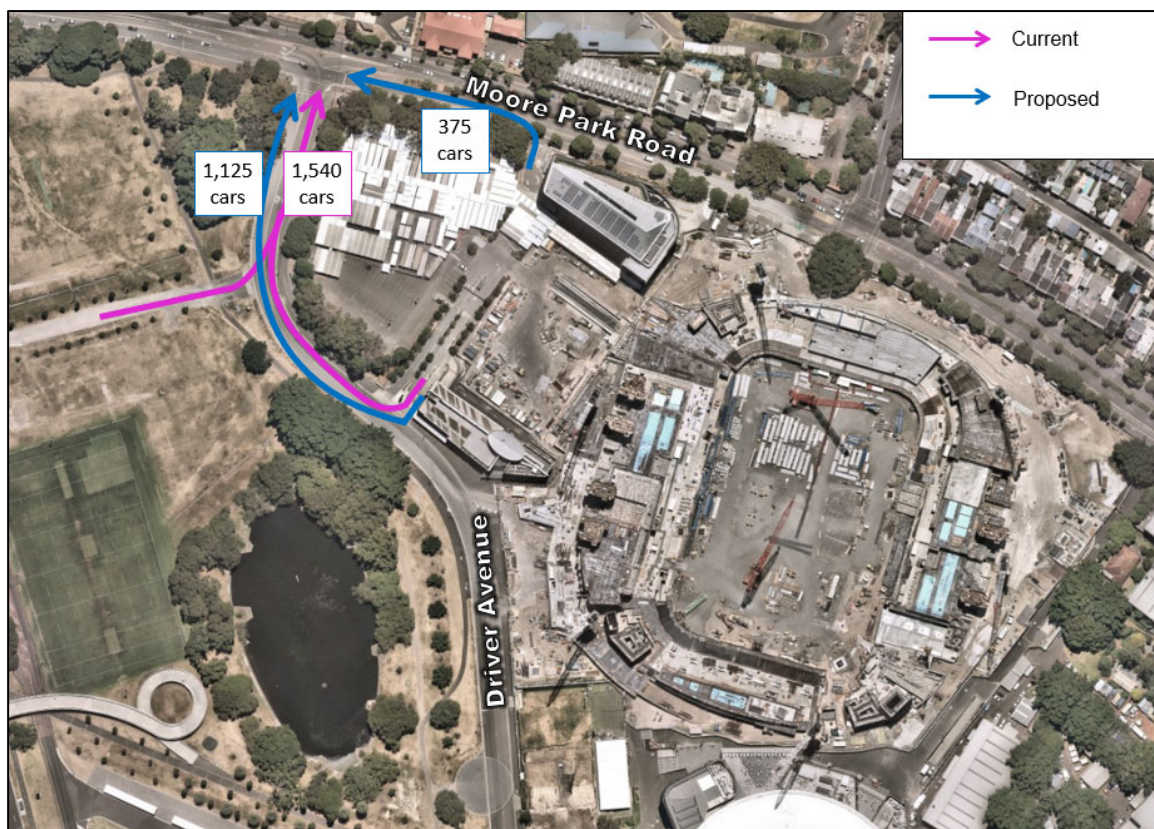 Current
Proposed
Moore Park Road
375
cars
1,125
cars
1,540
cars
Driver Avenue